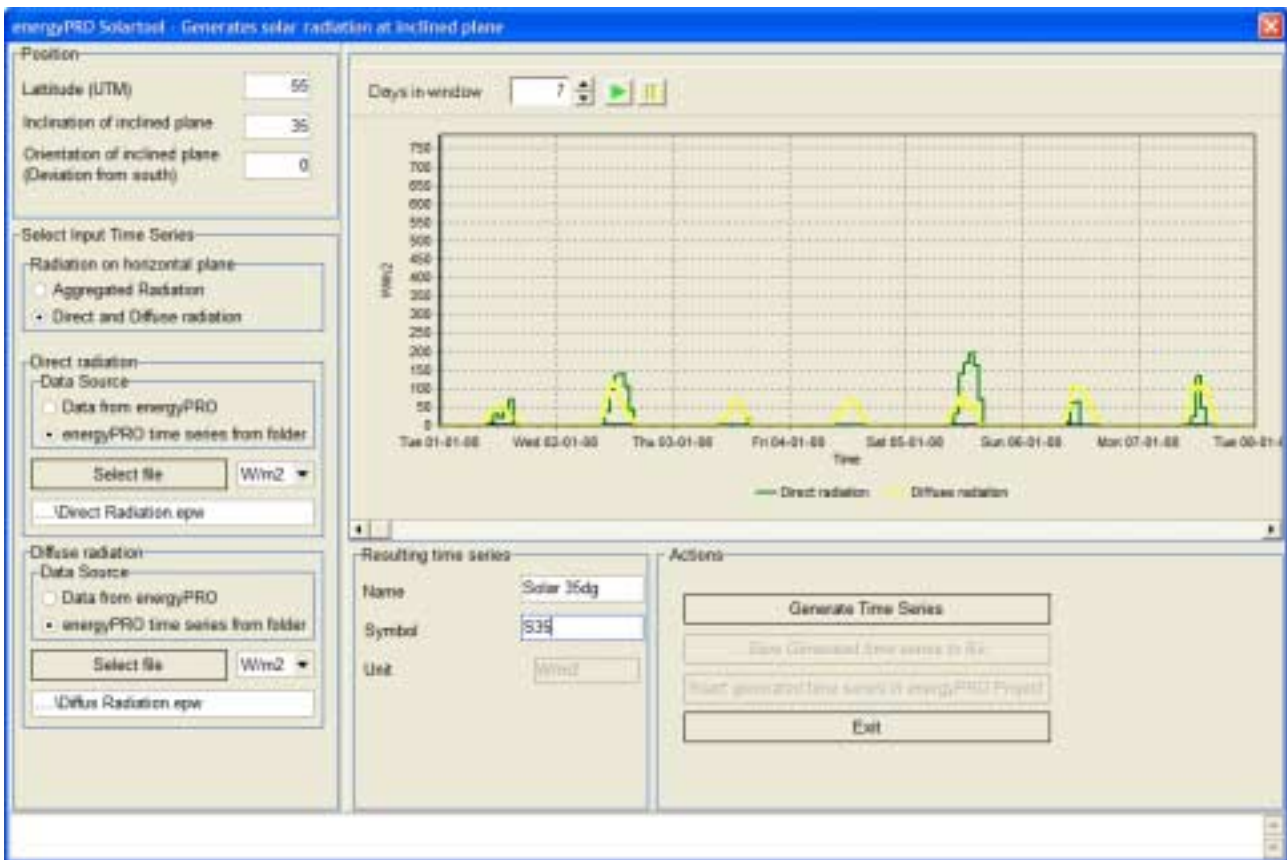 energyPRO Solartool - Generates solar radiation at inclined plane
Position
Lattitude (UTM) 55
Inclination of inclined plane 35
Orientation of inclined plane
(Deviation from south) 0
Select Input Time Series
Radiation on horizontal plane
Aggregated Radiation
Direct and Diffuse radiation
Direct radiation
Data Source
Data from energyPRO
energyPRO time series from folder
Select file W/m2
...\Direct Radiation.epw
Diffuse radiation
Data Source
Data from energyPRO
energyPRO time series from folder
Select file W/m2
...\Diffus Radiation.epw
Days in window 7
750
700
650
600
550
500
450
400
350
300
250
200
150
100
50
0
W/m2
Tue 01-01-08 Wed 02-01-08 Thu 03-01-08 Fri 04-01-08 Sat 05-01-08 Sun 06-01-08 Mon 07-01-08 Tue
Time
Direct radiation Diffuse radiation
Resulting time series
Name Solar 35dg
Symbol S35
Unit W/m2
Actions
Generate Time Series
Save Generated time series to file
Insert generated time series in energyPRO Project
Exit